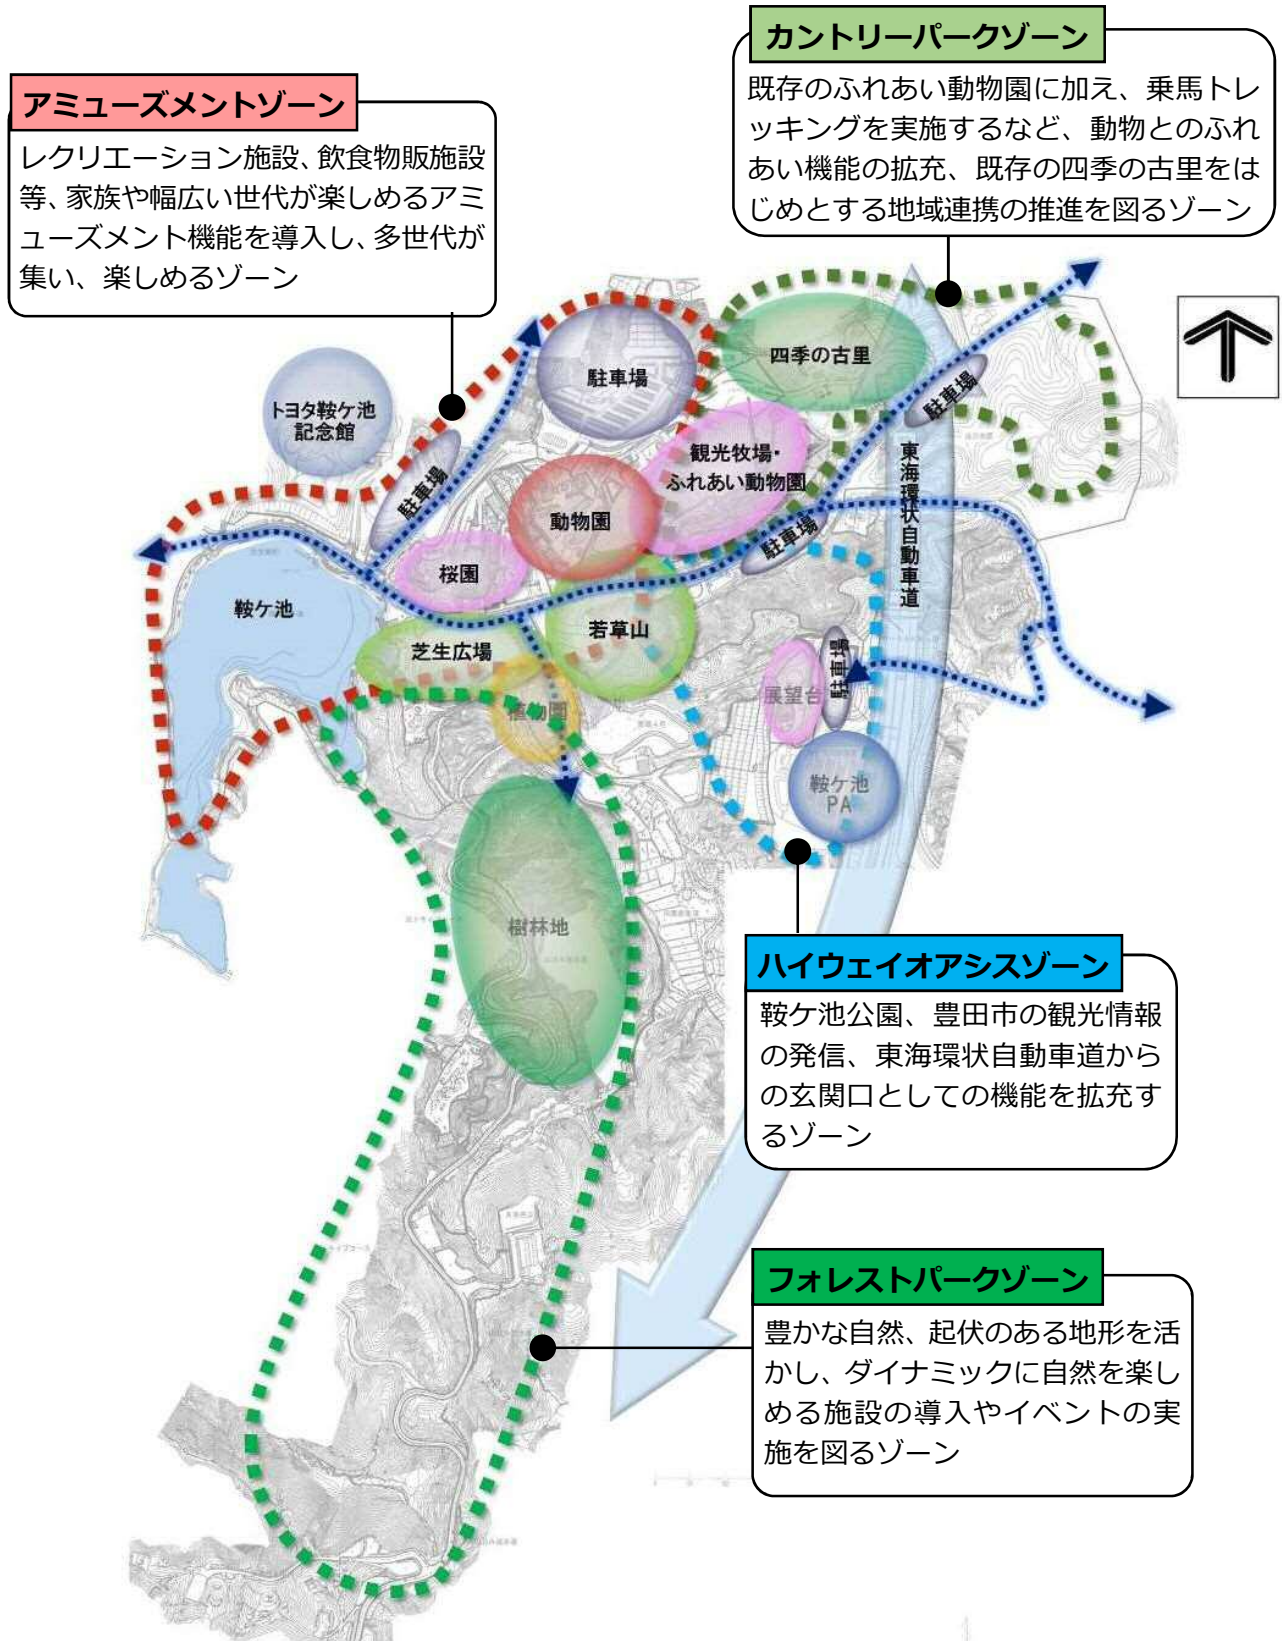 カントリーパークゾーン
既存のふれあい動物園に加え、乗馬トレ
ッキングを実施するなど、動物とのふれ
あい機能の拡充、既存の四季の古里をは
じめとする地域連携の推進を図るゾーン
アミューズメントゾーン
レクリエーション施設、飲食物販施設
等、家族や幅広い世代が楽しめるアミ
ューズメント機能を導入し、多世代が
集い、楽しめるゾーン
四季の古里
駐車場
駐車場
トヨタ鞍ケ池
記念館
観光牧場・
ふれあい動物園
駐車場
東海環状自動車道
動物園
駐車場
桜園
鞍ケ池
若草山
芝生広場
駐車場
展望台
植物園
鞍ケ池
PA
樹林地
ハイウェイオアシスゾーン
鞍ケ池公園、豊田市の観光情報
の発信、東海環状自動車道から
の玄関口としての機能を拡充す
るゾーン
フォレストパークゾーン
豊かな自然、起伏のある地形を活
かし、ダイナミックに自然を楽し
める施設の導入やイベントの実
施を図るゾーン